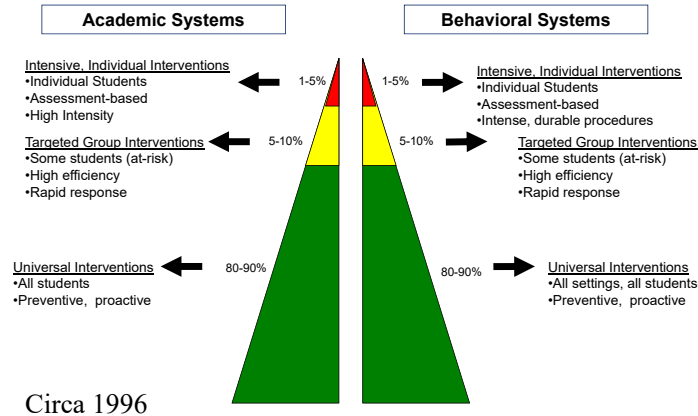 Academic Systems
Behavioral Systems
Intensive, Individual Interventions
•Individual Students
•Assessment-based
•High Intensity
1-5%
1-5%
Intensive, Individual Interventions
•Individual Students
•Assessment-based
•Intense, durable procedures
Targeted Group Interventions
•Some students (at-risk)
•High efficiency
•Rapid response
5-10%
5-10%
Targeted Group Interventions
•Some students (at-risk)
•High efficiency
•Rapid response
Universal Interventions
•All students
•Preventive, proactive
80-90%
80-90%
Universal Interventions
•All settings, all students
•Preventive, proactive
Circa 1996